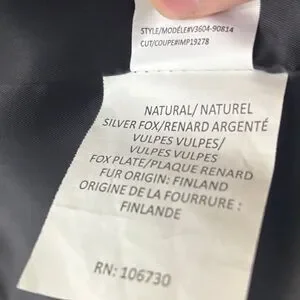 STYLE/MODÉLE#V3604-90814
CUT/COUPE#IMP19278
NATURAL/ NATUREL
SILVER FOX/RENARD ARGENTÉ
VULPES VULPES/
VULPES VULPES
FOX PLATE/PLAQUE RENARD
FUR ORIGIN: FINLAND
ORIGINE DE LA FOURRURE :
FINLANDE
RN: 106730